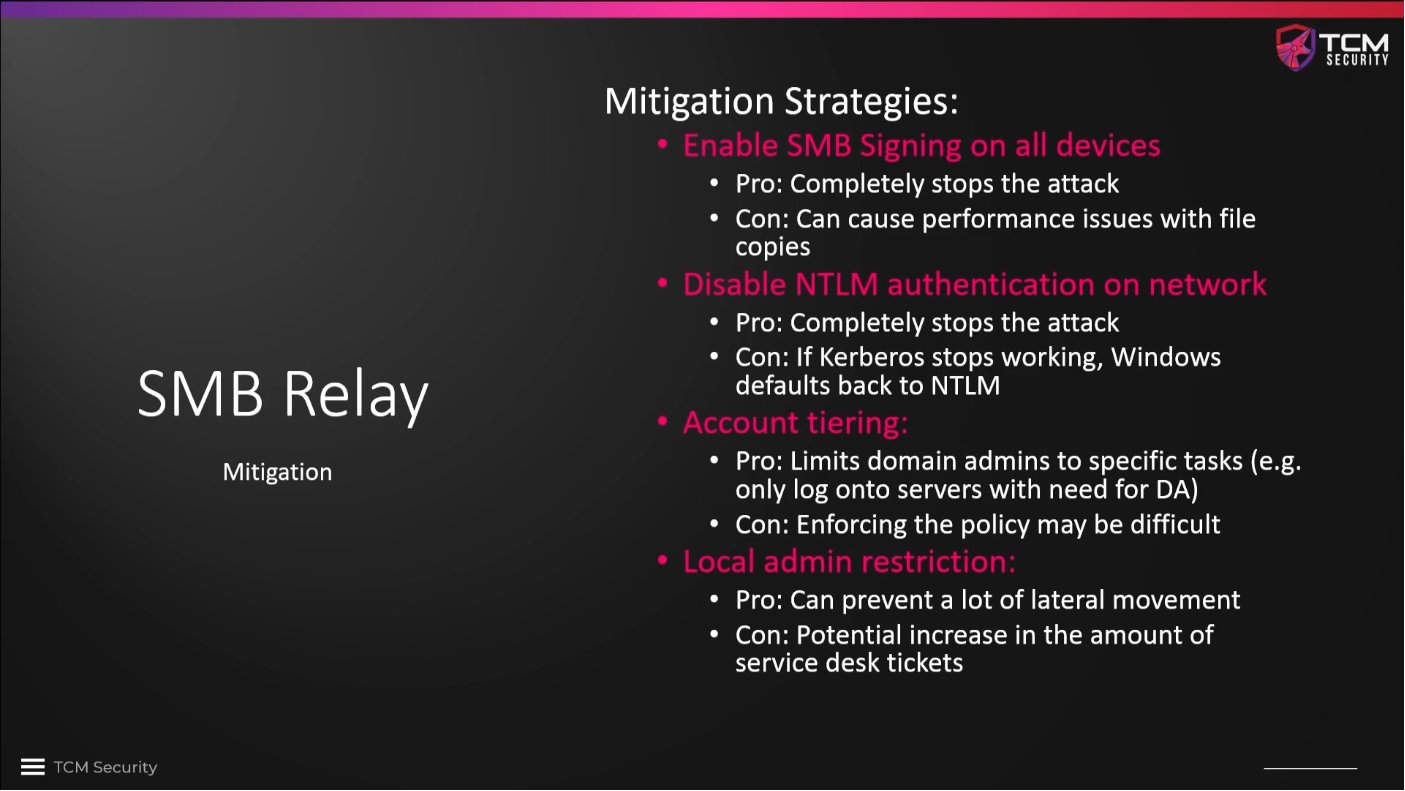 TCM
SECURITY
Mitigation Strategies:
• Enable SMB Signing on all devices
• Pro: Completely stops the attack
• Con: Can cause performance issues with file
copies
• Disable NTLM authentication on network
• Pro: Completely stops the attack
• Con: If Kerberos stops working, Windows
defaults back to NTLM
• Account tiering:
• Pro: Limits domain admins to specific tasks (e.g.
only log onto servers with need for DA)
• Con: Enforcing the policy may be difficult
• Local admin restriction:
• Pro: Can prevent a lot of lateral movement
• Con: Potential increase in the amount of
service desk tickets
SMB Relay
Mitigation
TCM Security